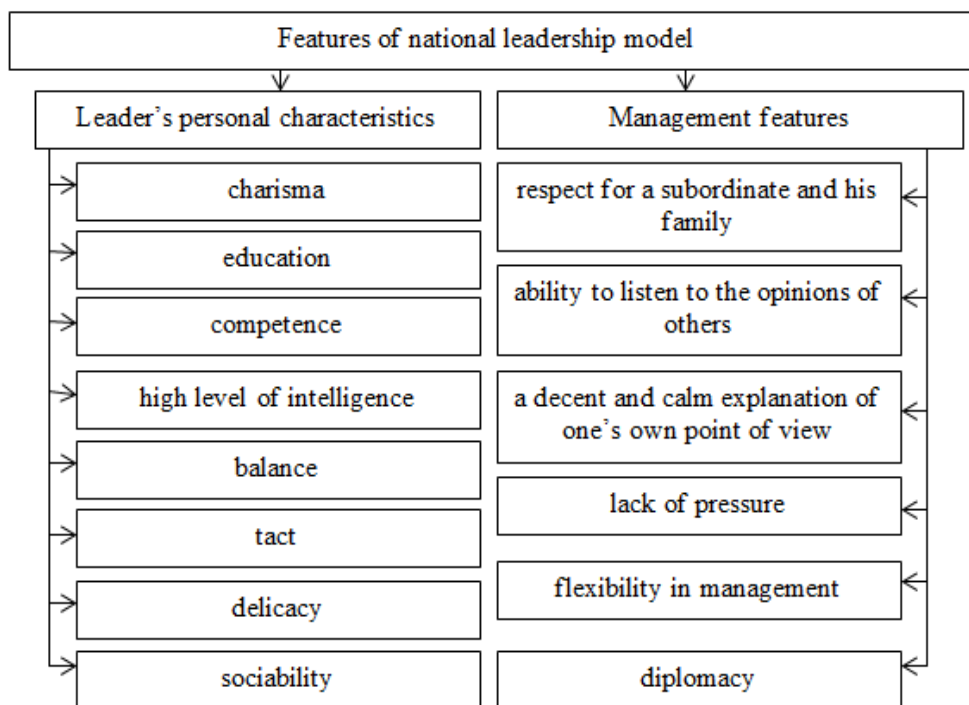 Features of national leadership model
Leader's personal characteristics
charisma
education
competence
high level of intelligence
balance
tact
delicacy
sociability
Management features
respect for a subordinate and his
family
ability to listen to the opinions of
others
a decent and calm explanation of
one's own point of view
lack of pressure
flexibility in management
diplomacy